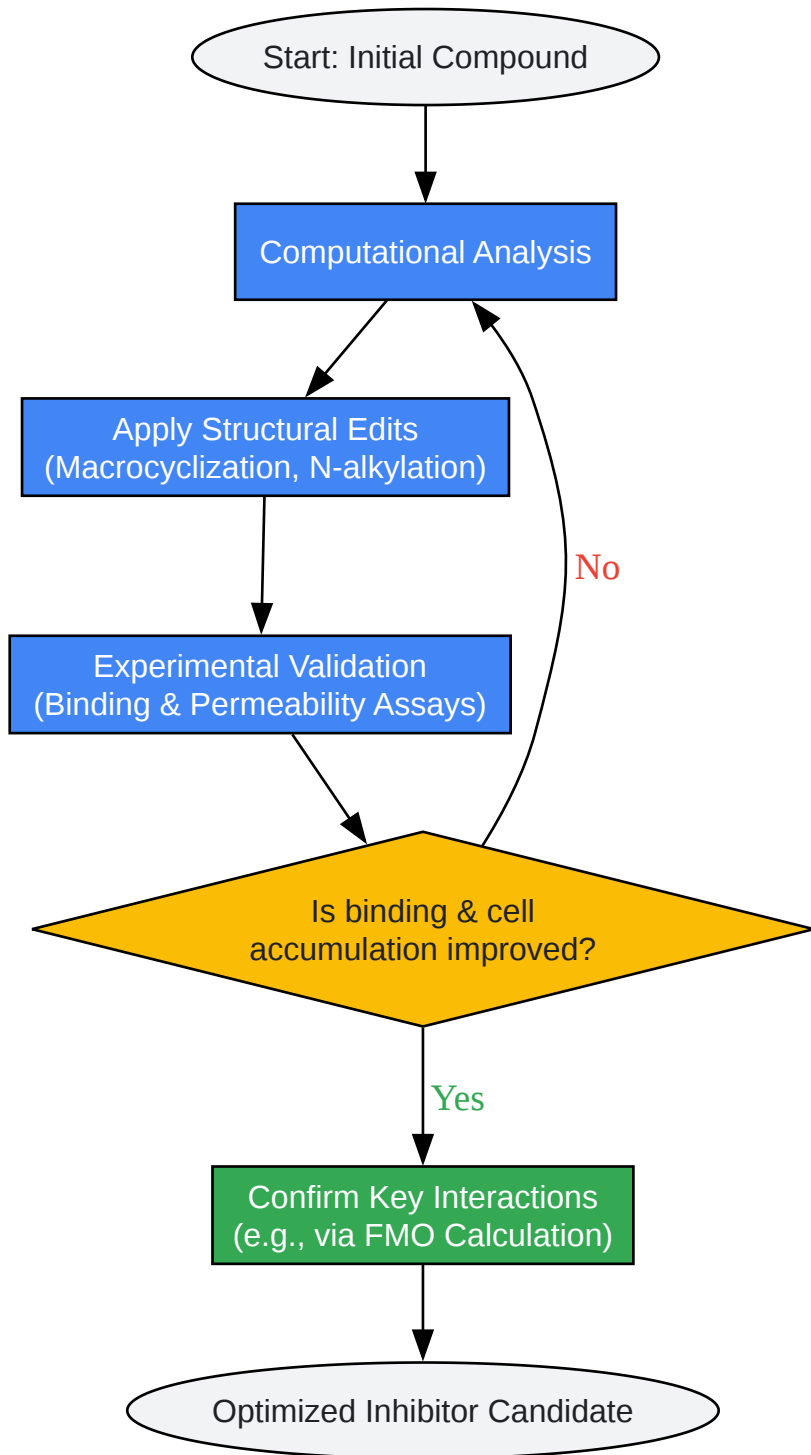 Start: Initial Compound
Computational Analysis
Apply Structural Edits
(Macrocyclization, N-alkylation)
No
Experimental Validation
(Binding & Permeability Assays)
Is binding & cell
accumulation improved?
Yes
Confirm Key Interactions
(e.g., via FMO Calculation)
Optimized Inhibitor Candidate